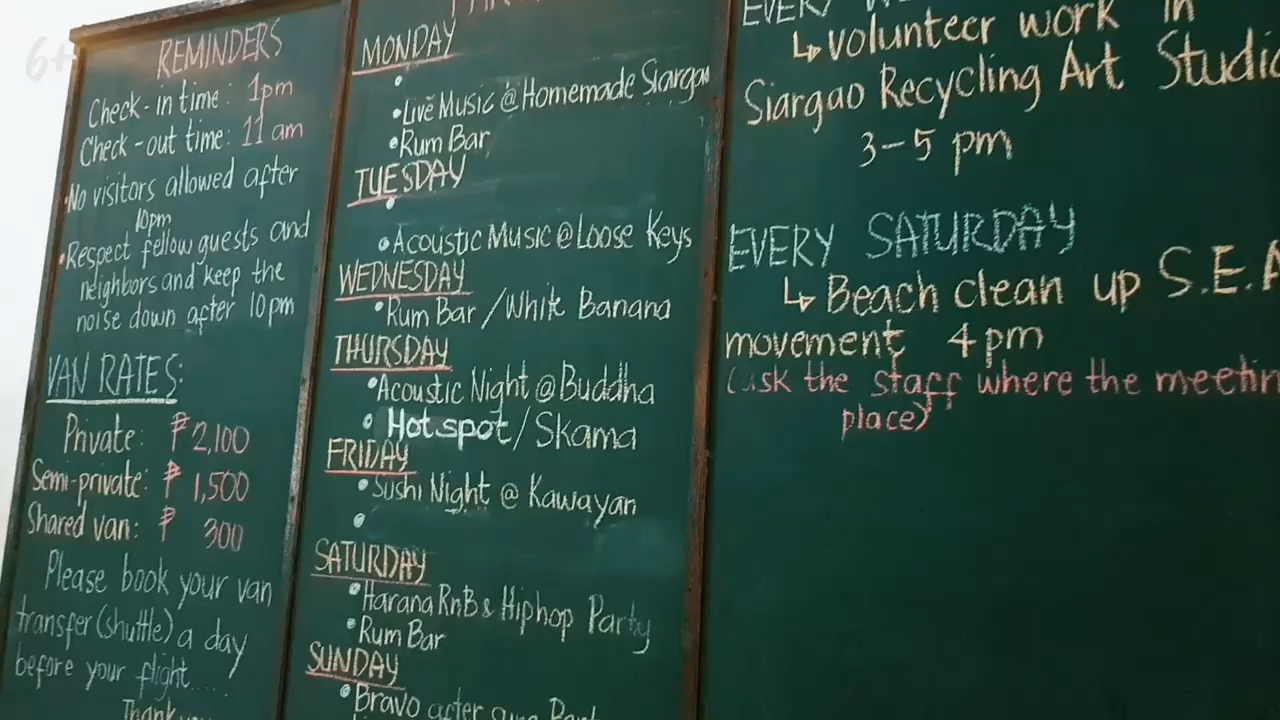 REMINDERS
Check-in time: 1pm
Check-out time: 11am
•No visitors allowed after
10pm
•Respect fellow guests and
neighbors and keep the
noise down after 10pm
VAN RATES:
Private: ₱2,100
Semi-private: ₱1,500
Shared van: ₱ 300
Please book your van
transfer(shuttle) a day
before your flight.....
MONDAY
•
•Live Music @ Homemade Siargao
•Rum Bar
TUESDAY
•
•Acoustic Music @ Loose Keys
WEDNESDAY
•Rum Bar / White Banana
THURSDAY
•Acoustic Night @ Buddha
•Hotspot / Skama
FRIDAY
•Sushi Night @ Kawayan
•
SATURDAY
•Harana RnB & Hiphop Party
•Rum Bar
SUNDAY
•Bravo after
EVERY
↳ volunteer work in
Siargao Recycling Art Studio
3-5 pm
EVERY SATURDAY
↳ Beach clean up S.E.A
movement 4pm
(ask the staff where the meetin
place)